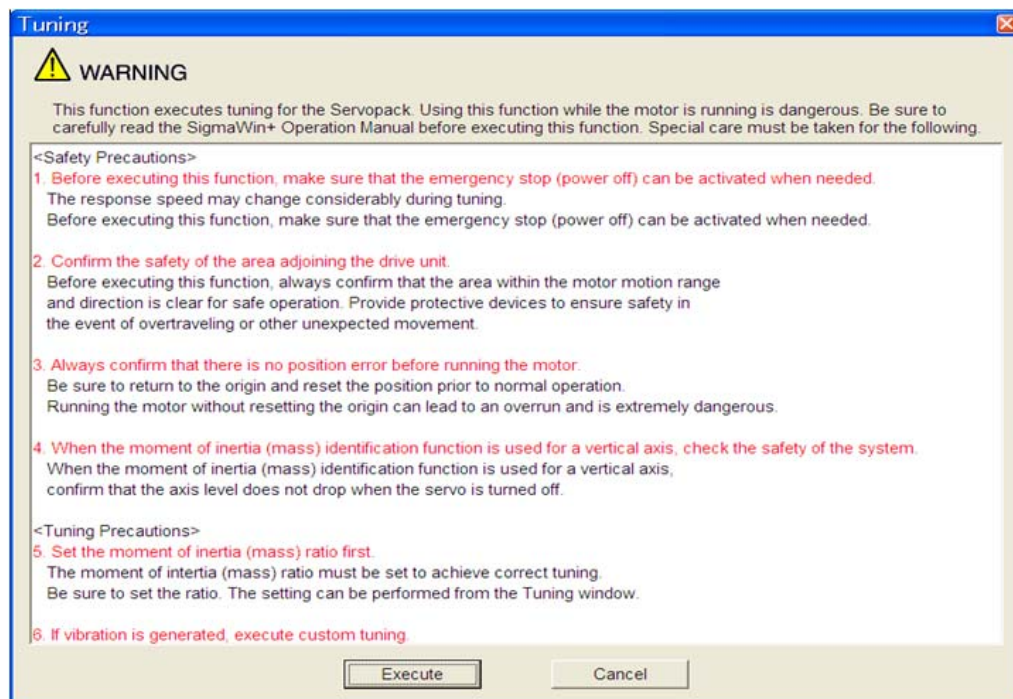 Tuning
WARNING
This function executes tuning for the Servopack. Using this function while the motor is running is dangerous. Be sure to
carefully read the SigmaWin+ Operation Manual before executing this function. Special care must be taken for the following.
<Safety Precautions>
1. Before executing this function, make sure that the emergency stop (power off) can be activated when needed.
The response speed may change considerably during tuning.
Before executing this function, make sure that the emergency stop (power off) can be activated when needed.
2. Confirm the safety of the area adjoining the drive unit.
Before executing this function, always confirm that the area within the motor motion range
and direction is clear for safe operation. Provide protective devices to ensure safety in
the event of overtraveling or other unexpected movement.
3. Always confirm that there is no position error before running the motor.
Be sure to return to the origin and reset the position prior to normal operation.
Running the motor without resetting the origin can lead to an overrun and is extremely dangerous.
4. When the moment of inertia (mass) identification function is used for a vertical axis, check the safety of the system.
When the moment of inertia (mass) identification function is used for a vertical axis,
confirm that the axis level does not drop when the servo is turned off.
<Tuning Precautions>
5. Set the moment of inertia (mass) ratio first.
The moment of intertia (mass) ratio must be set to achieve correct tuning.
Be sure to set the ratio. The setting can be performed from the Tuning window.
6. If vibration is generated, execute custom tuning.
Execute
Cancel